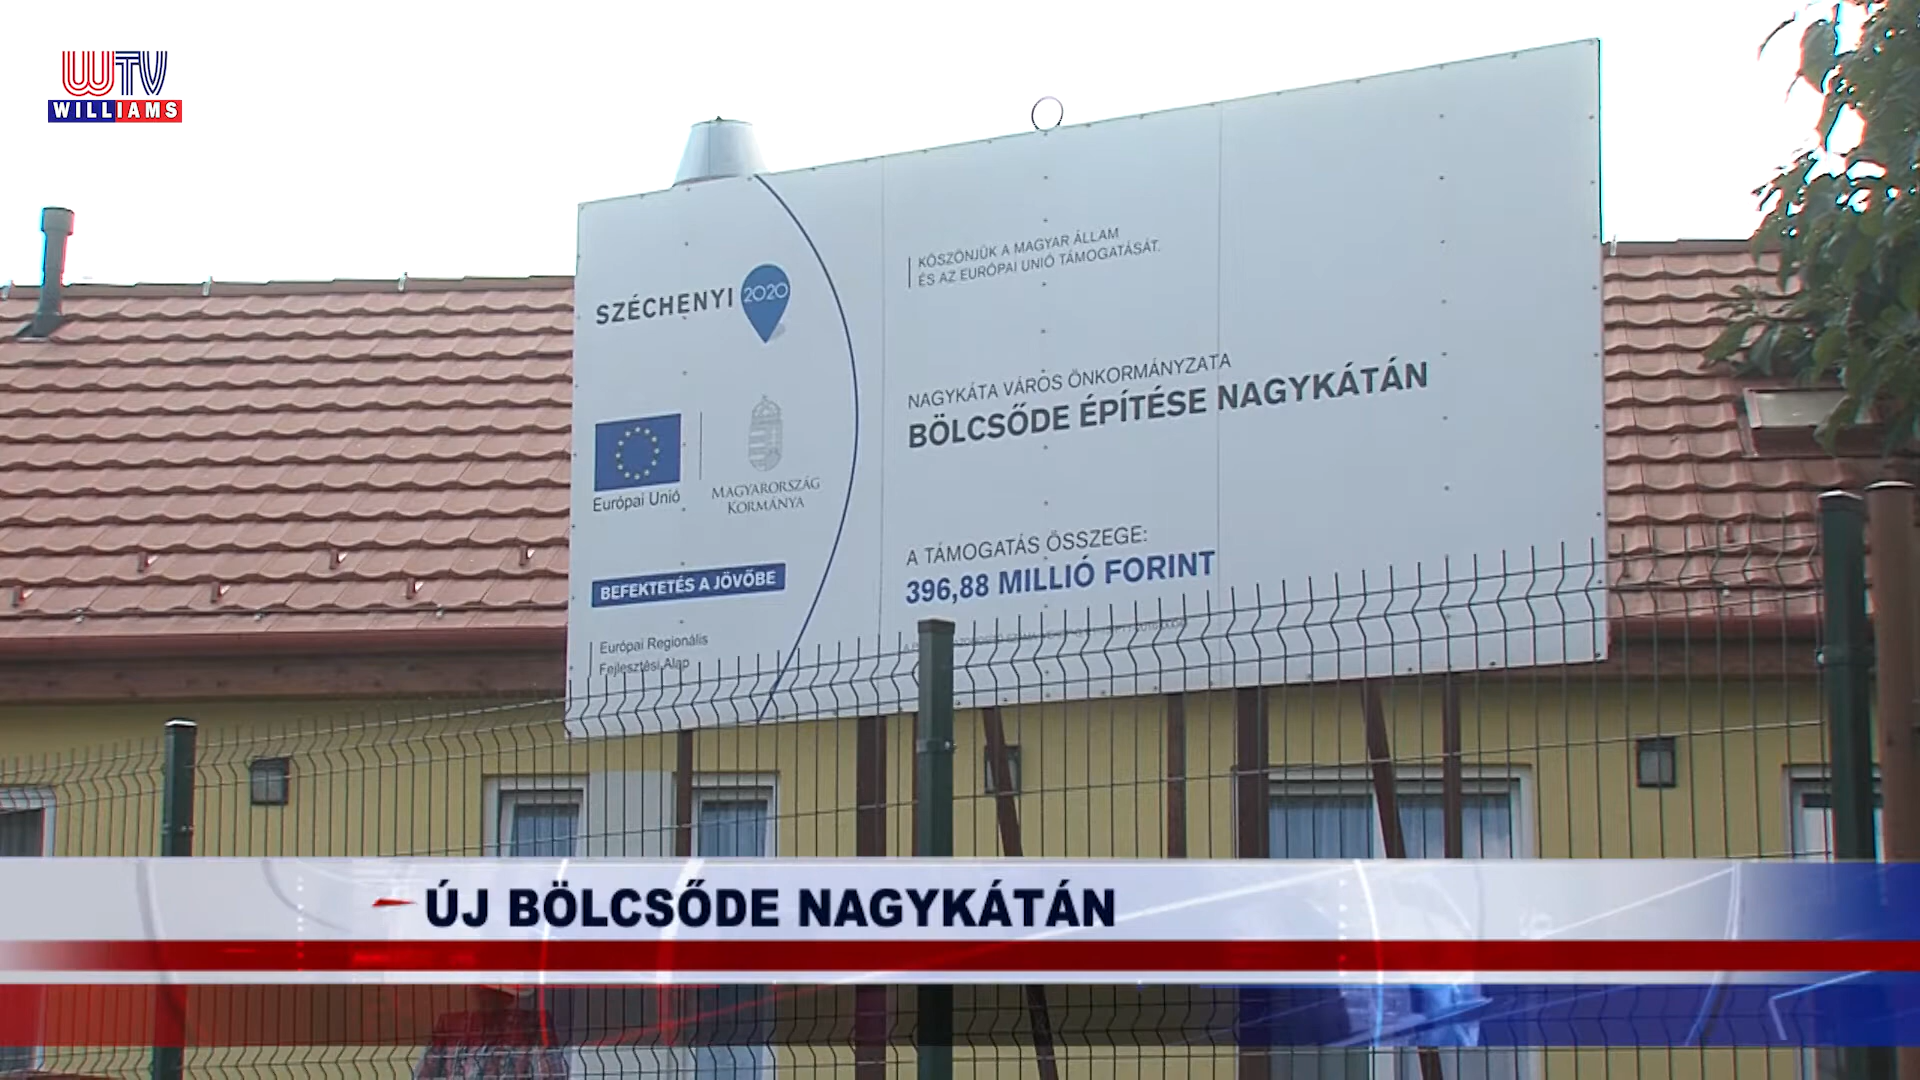 WTV
WILLIAMS
KÖSZÖNJÜK A MAGYAR ÁLLAM
ÉS AZ EURÓPAI UNIÓ TÁMOGATÁSÁT.
SZÉCHENYI 2020
NAGYKÁTA VÁROS ÖNKORMÁNYZATA
BÖLCSŐDE ÉPÍTÉSE NAGYKÁTÁN
Európai Unió
MAGYARORSZÁG
KORMÁNYA
A TÁMOGATÁS ÖSSZEGE:
396,88 MILLIÓ FORINT
BEFEKTETÉS A JÖVŐBE
Európai Regionális
Fejlesztési Alap
ÚJ BÖLCSŐDE NAGYKÁTÁN